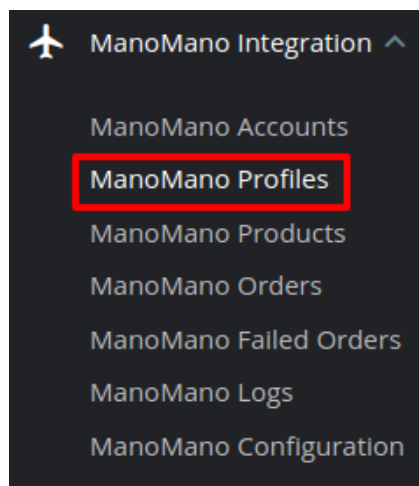 ManoMano Integration
ManoMano Accounts
ManoMano Profiles
ManoMano Products
ManoMano Orders
ManoMano Failed Orders
ManoMano Logs
ManoMano Configuration